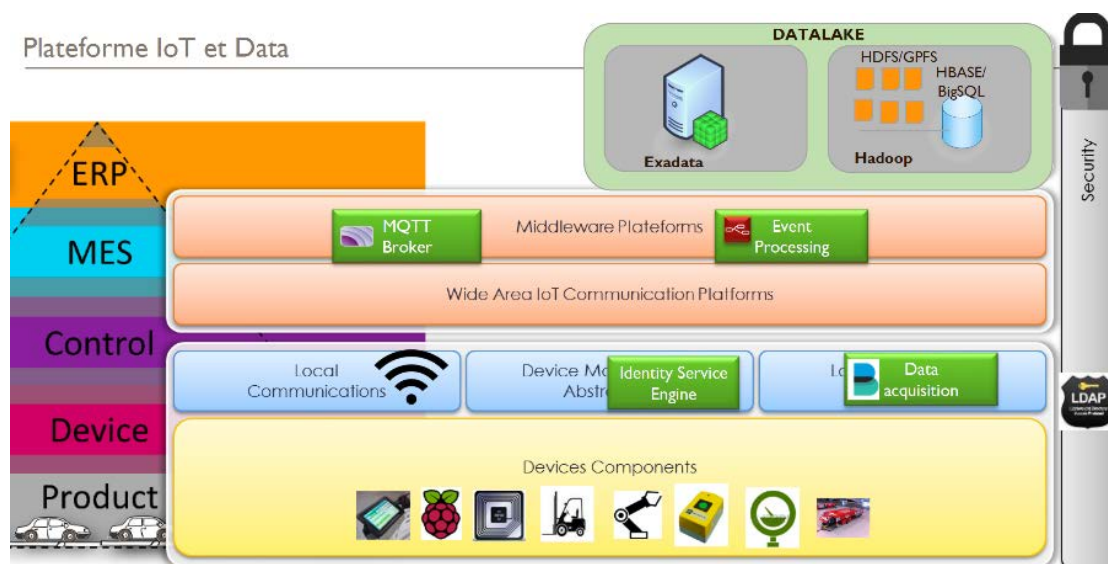 Plateforme IoT et Data
DATALAKE
HDFS/GPFS
HBASE/
BigSQL
Exadata
Hadoop
Security
ERP
MES
Control
Device
Product
MQTT
Broker
Middleware Plateforms
Event
Processing
Wide Area IoT Communication Platforms
Local
Communications
Device M
Abstr
Identity Service
Engine
Data
acquisition
LDAP
Devices Components